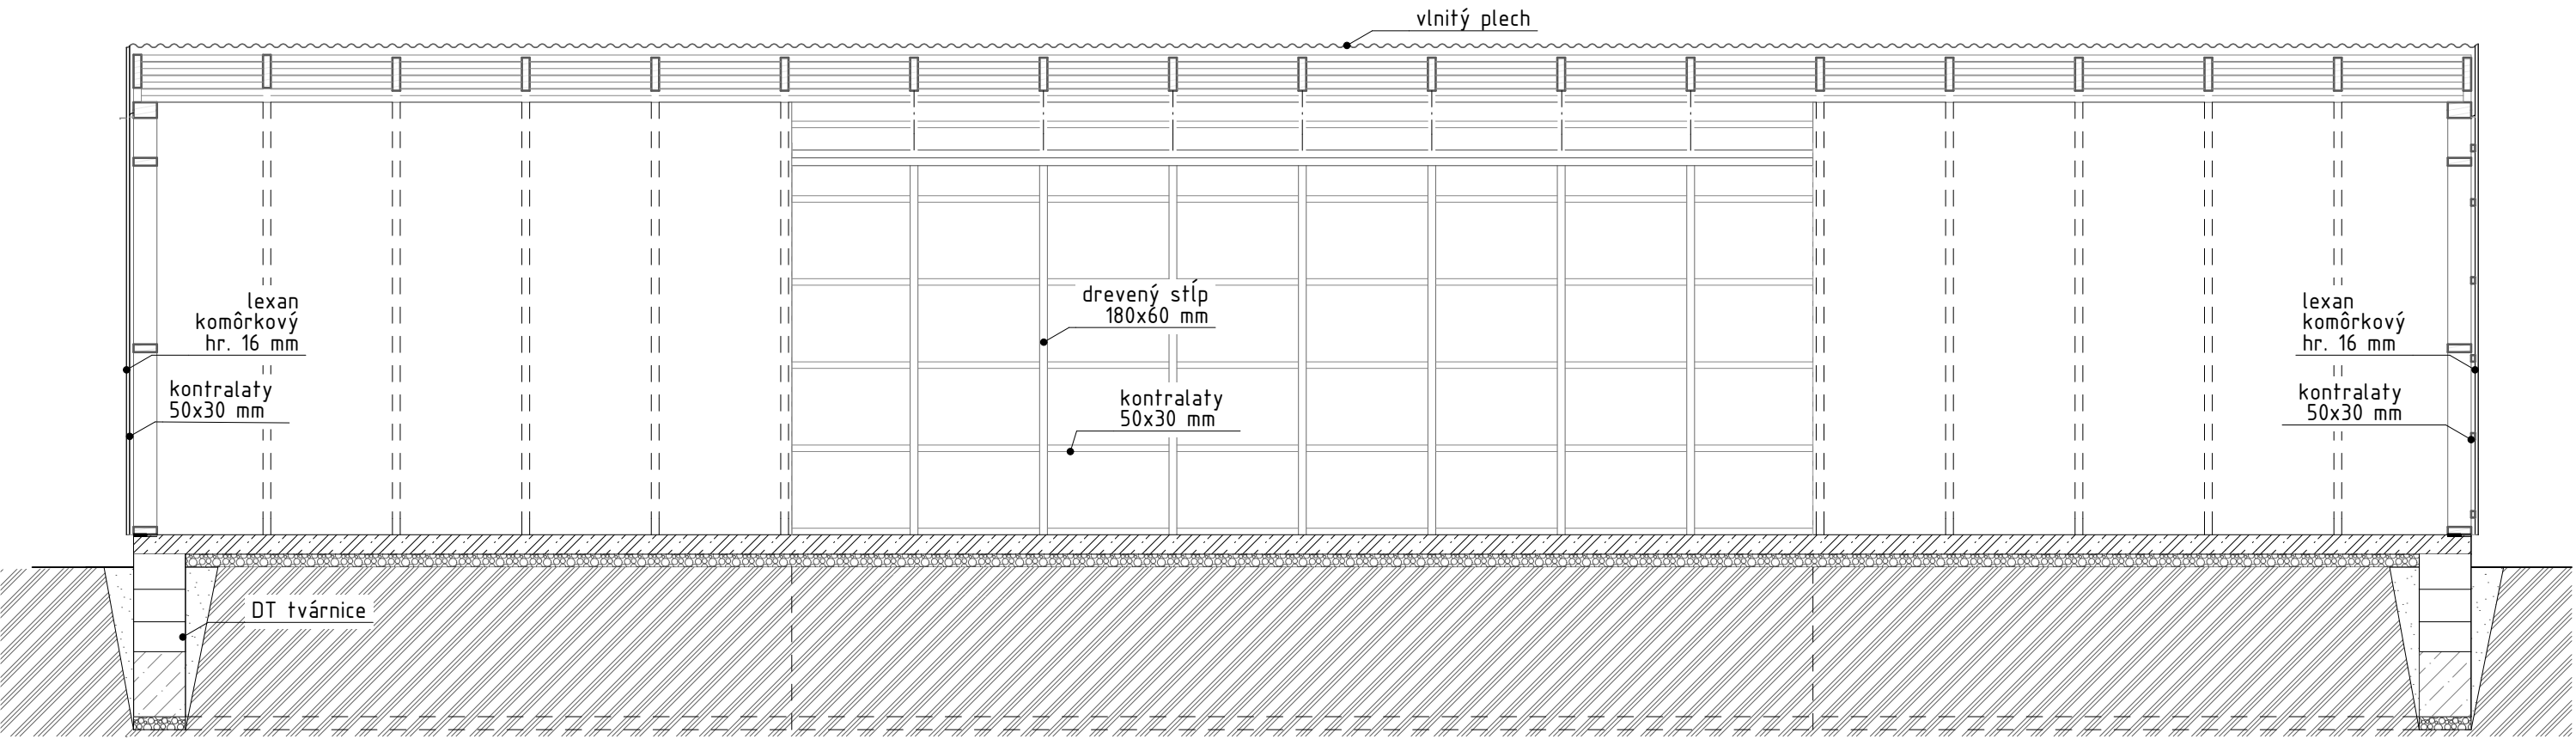 vlnitý plech
lexan
komôrkový
hr. 16 mm
kontralaty
50x30 mm
drevený stĺp
180x60 mm
kontralaty
50x30 mm
lexan
komôrkový
hr. 16 mm
kontralaty
50x30 mm
DT tvárnice